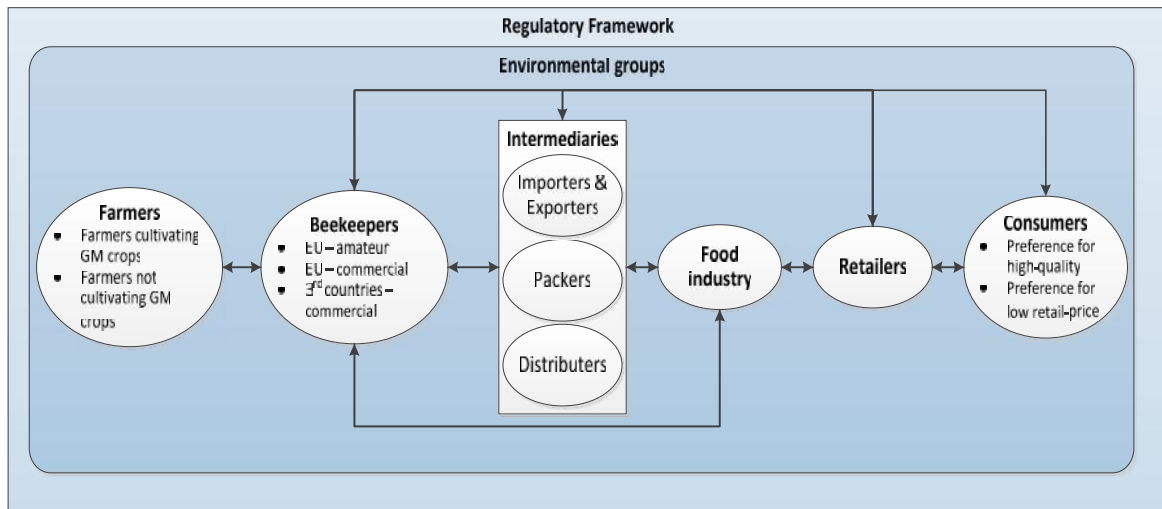 Regulatory Framework
Environmental groups
Farmers
▪ Farmers cultivating
GM crops
▪ Farmers not
cultivating GM
crops
Beekeepers
▪ EU – amateur
▪ EU – commercial
▪ 3rd countries –
commercial
Intermediaries
Importers &
Exporters
Packers
Distributers
Food
industry
Retailers
Consumers
▪ Preference for
high-quality
▪ Preference for
low retail-price